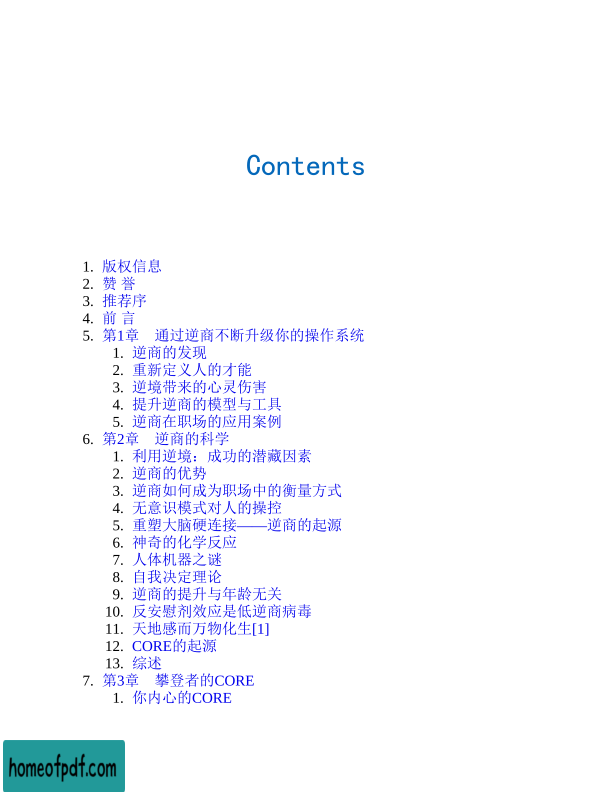 Contents
1. 版权信息
2. 赞 誉
3. 推荐序
4. 前 言
5. 第1章　通过逆商不断升级你的操作系统
1. 逆商的发现
2. 重新定义人的才能
3. 逆境带来的心灵伤害
4. 提升逆商的模型与工具
5. 逆商在职场的应用案例
6. 第2章　逆商的科学
1. 利用逆境：成功的潜藏因素
2. 逆商的优势
3. 逆商如何成为职场中的衡量方式
4. 无意识模式对人的操控
5. 重塑大脑硬连接——逆商的起源
6. 神奇的化学反应
7. 人体机器之谜
8. 自我决定理论
9. 逆商的提升与年龄无关
10. 反安慰剂效应是低逆商病毒
11. 天地感而万物化生[1]
12. CORE的起源
13. 综述
7. 第3章　攀登者的CORE
1. 你内心的CORE
homeofpdf.com